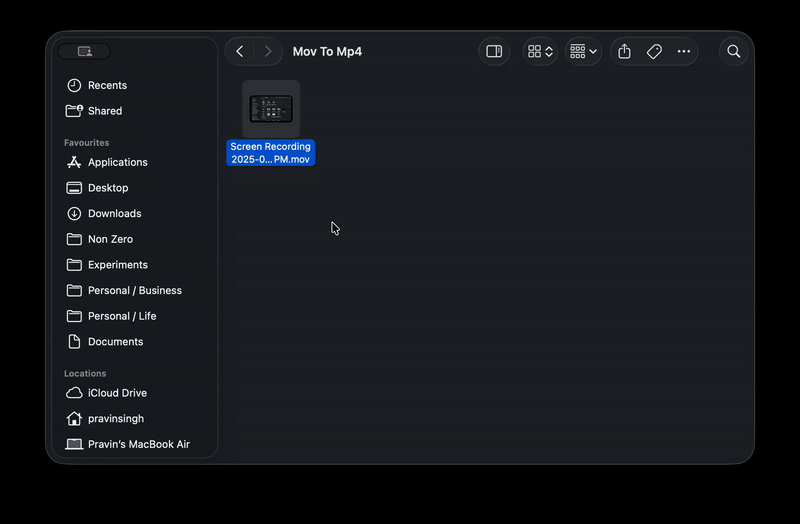 Mov To Mp4
Recents
Shared
Favourites
Applications
Desktop
Downloads
Non Zero
Experiments
Personal / Business
Personal / Life
Documents
Locations
iCloud Drive
pravinsingh
Pravin's MacBook Air
Screen Recording
2025-0...PM.mov